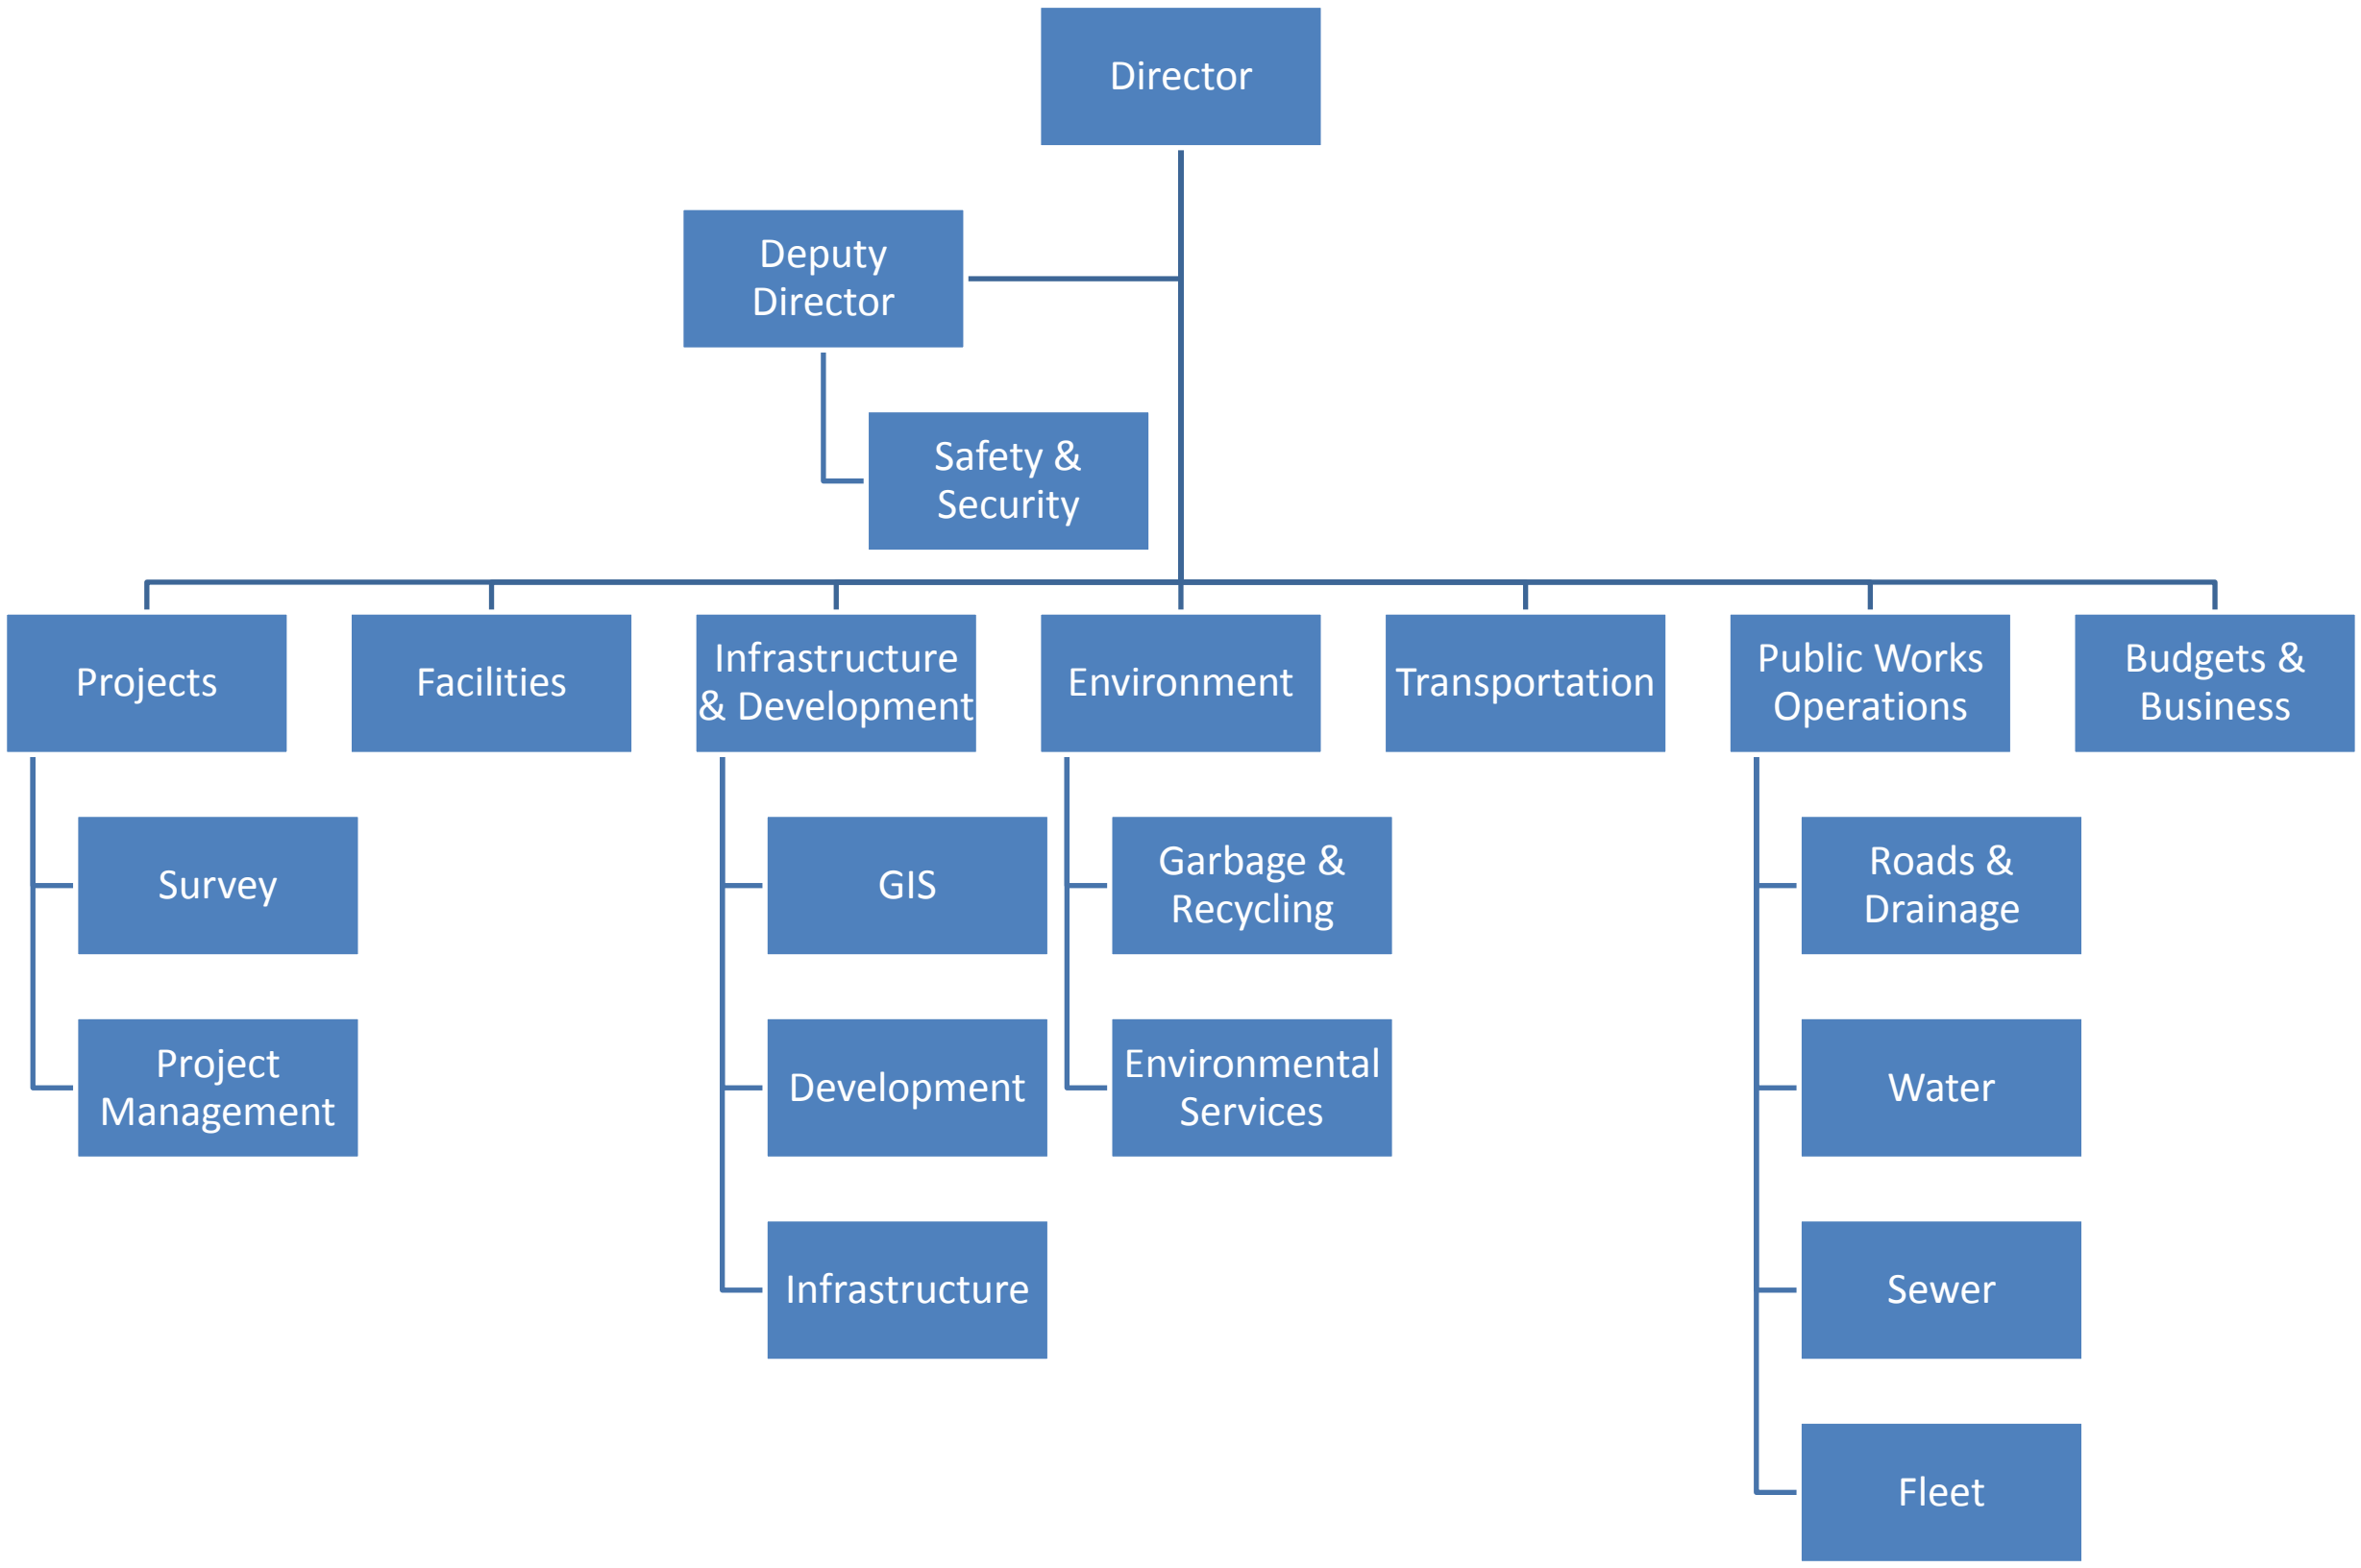 Director
Deputy
Director
Safety &
Security
Projects
Facilities
Infrastructure
& Development
Environment
Transportation
Public Works
Operations
Budgets &
Business
Survey
Project
Management
GIS
Development
Infrastructure
Garbage &
Recycling
Environmental
Services
Roads &
Drainage
Water
Sewer
Fleet